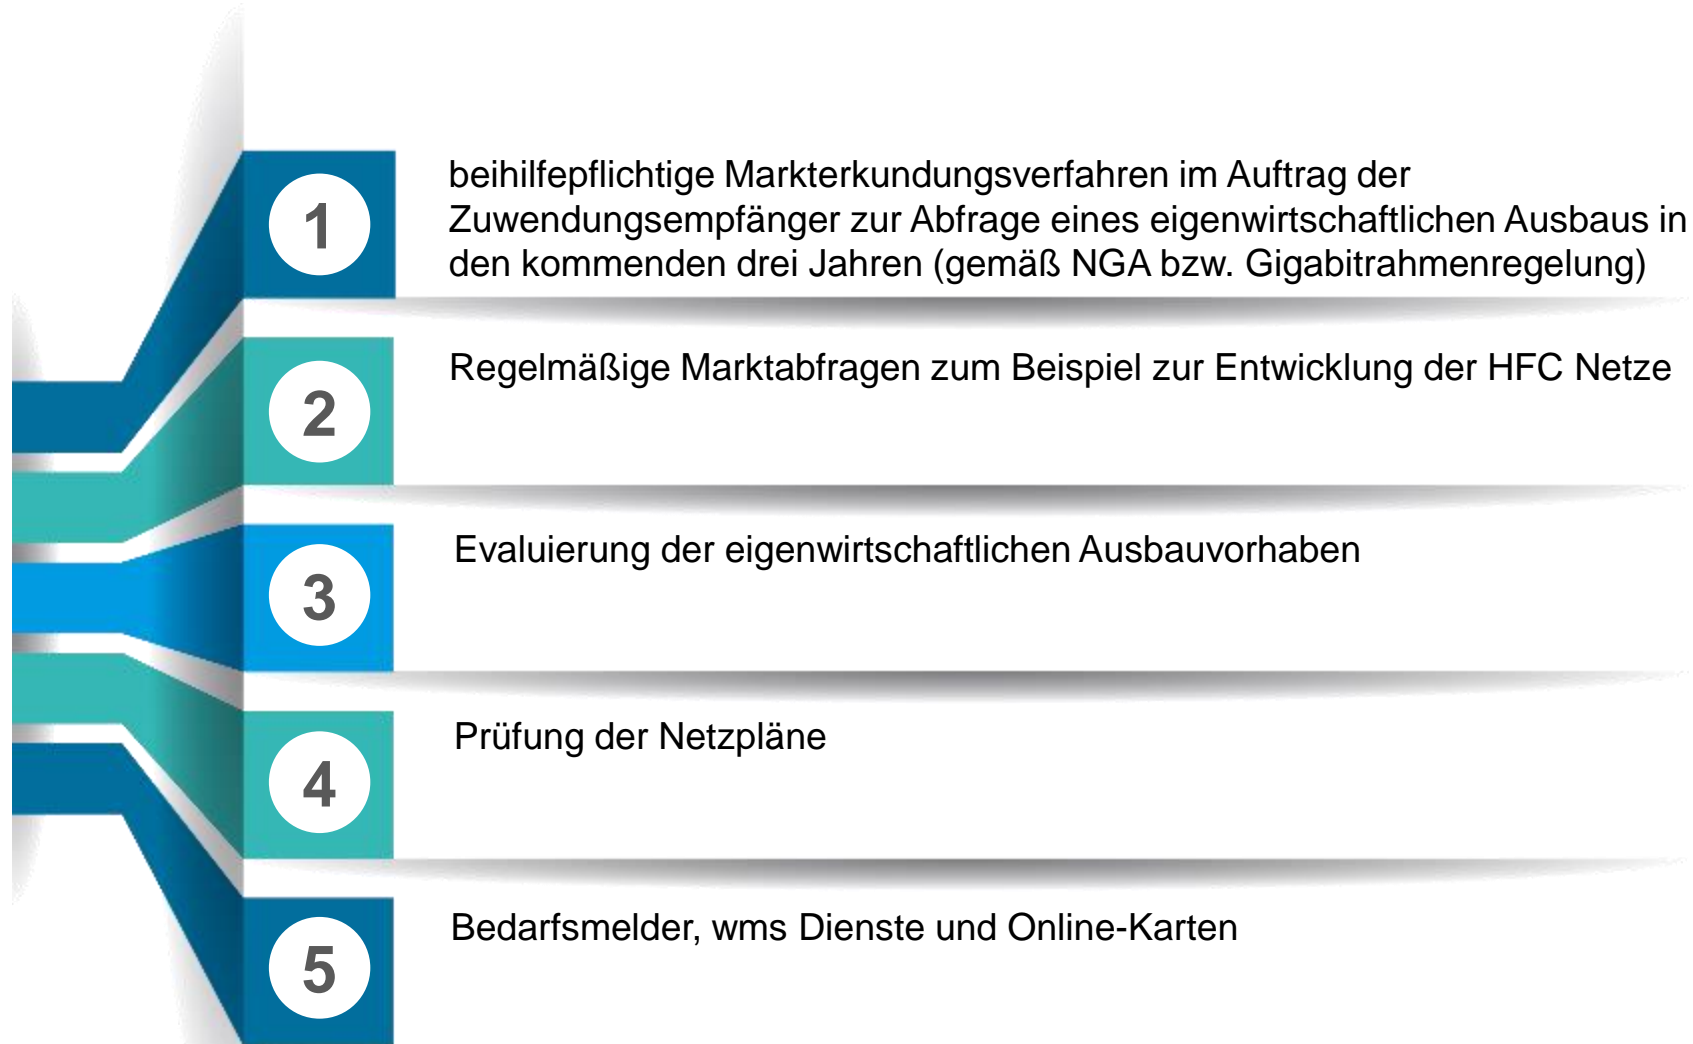 1
beihilfepflichtige Markterkundungsverfahren im Auftrag der
Zuwendungsempfänger zur Abfrage eines eigenwirtschaftlichen Ausbaus in
den kommenden drei Jahren (gemäß NGA bzw. Gigabitrahmenregelung)
2
Regelmäßige Marktabfragen zum Beispiel zur Entwicklung der HFC Netze
3
Evaluierung der eigenwirtschaftlichen Ausbauvorhaben
4
Prüfung der Netzpläne
5
Bedarfsmelder, wms Dienste und Online-Karten